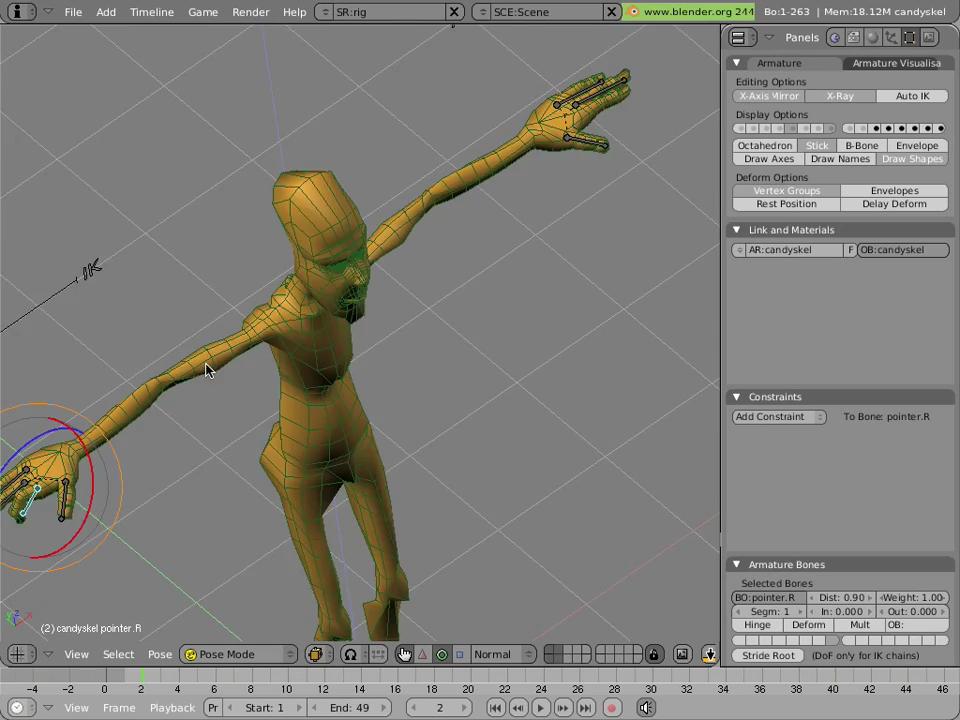 File Add Timeline Game Render Help SR:rig SCE:Scene www.blender.org 244 Bo:1-263 | Mem:18.12M candyskel
Panels
Armature Armature Visualisa
Editing Options
X-Axis Mirror X-Ray Auto IK
Display Options
Octahedron Stick B-Bone Envelope
Draw Axes Draw Names Draw Shapes
Deform Options
Vertex Groups Envelopes
Rest Position Delay Deform
Link and Materials
AR:candyskel F OB:candyskel
IK
Constraints
Add Constraint To Bone: pointer.R
Armature Bones
Selected Bones
BO:pointer.R Dist: 0.90 Weight: 1.00
Segm: 1 In: 0.000 Out: 0.000
Hinge Deform Mult OB:
Stride Root (DoF only for IK chains)
z x
(2) candyskel pointer.R
View Select Pose Pose Mode Normal
-4 -2 0 2 4 6 8 10 12 14 16 18 20 22 24 26 28 30 32 34 36 38 40 42 44 46
View Frame Playback Pr Start: 1 End: 49 2